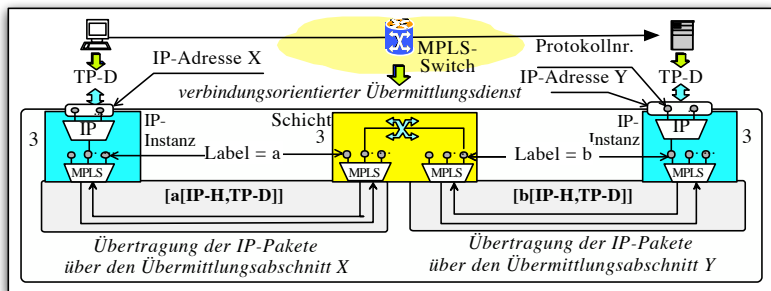 MPLS-
Switch
Protokollnr.
TP-D
IP-Adresse X
IP-Adresse Y
TP-D
verbindungsorientierter Übermittlungsdienst
3
IP
IP-
Instanz
Schicht
3
IP-
Instanz
IP
3
Label = a
Label = b
MPLS
MPLS
MPLS
MPLS
[a[IP-H,TP-D]]
[b[IP-H,TP-D]]
Übertragung der IP-Pakete
über den Übermittlungsabschnitt X
Übertragung der IP-Pakete
über den Übermittlungsabschnitt Y